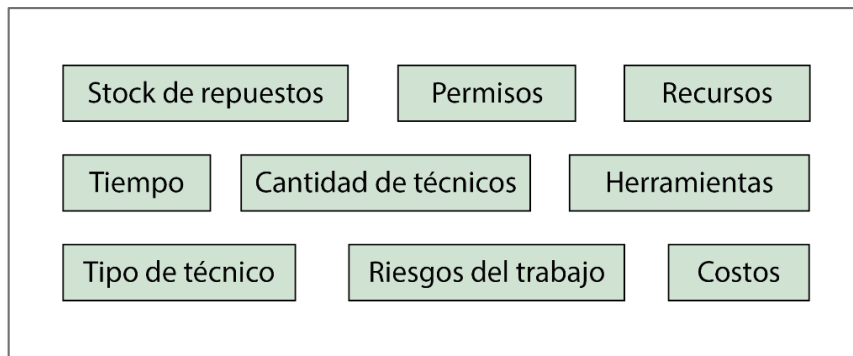 Stock de repuestos Permisos Recursos
Tiempo Cantidad de técnicos Herramientas
Tipo de técnico Riesgos del trabajo Costos